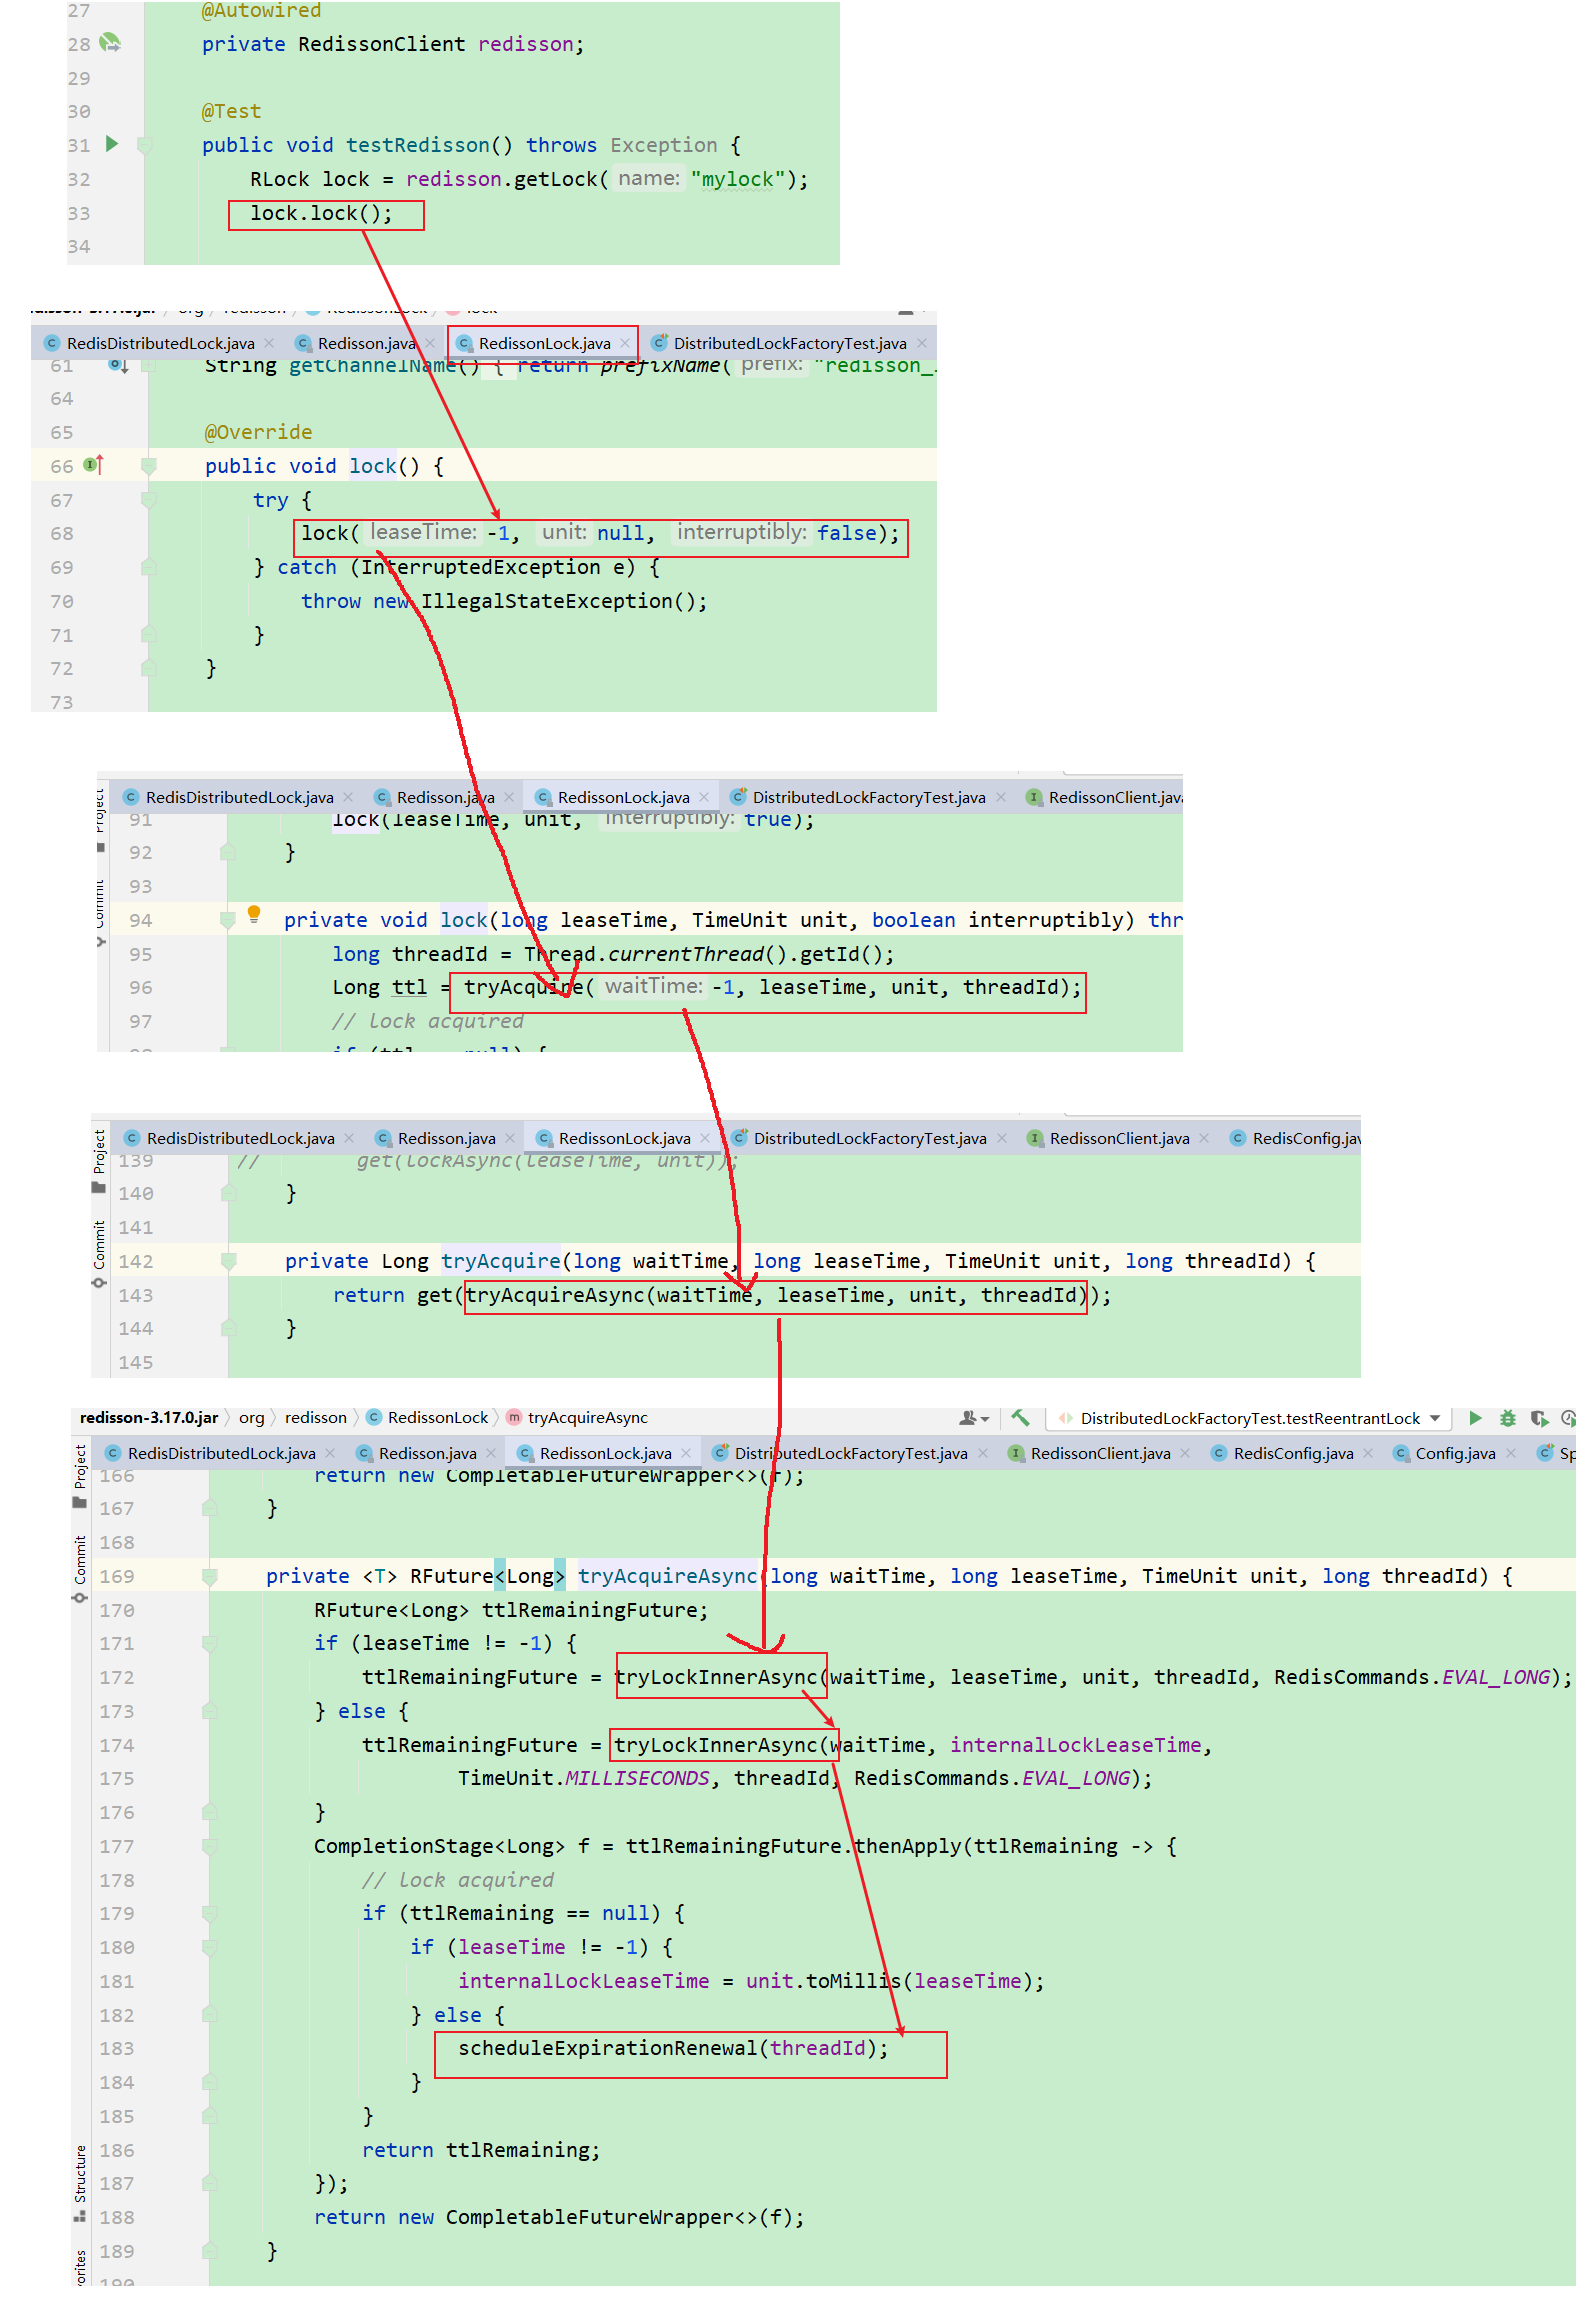 27 @Autowired
28 private RedissonClient redisson;
29
30 @Test
31 public void testRedisson() throws Exception {
32 RLock lock = redisson.getLock( name: "mylock");
33 lock.lock();
34
RedisDistributedLock.java Redisson.java RedissonLock.java DistributedLockFactoryTest.java
61 String getChannelName() { return prefixName( prefix: "redisson_
64
65 @Override
66 public void lock() {
67 try {
68 lock( leaseTime: -1, unit: null, interruptibly: false);
69 } catch (InterruptedException e) {
70 throw new IllegalStateException();
71 }
72 }
73
Project RedisDistributedLock.java Redisson.java RedissonLock.java DistributedLockFactoryTest.java RedissonClient.java
91 lock(leaseTime, unit, interruptibly: true);
92 }
93
Commit
94 private void lock(long leaseTime, TimeUnit unit, boolean interruptibly) thr
95 long threadId = Thread.currentThread().getId();
96 Long ttl = tryAcquire( waitTime: -1, leaseTime, unit, threadId);
97 // lock acquired
Project RedisDistributedLock.java Redisson.java RedissonLock.java DistributedLockFactoryTest.java RedissonClient.java RedisConfig.jav
139 // get(lockAsync(leaseTime, unit));
140 }
141
Commit
142 private Long tryAcquire(long waitTime, long leaseTime, TimeUnit unit, long threadId) {
143 return get(tryAcquireAsync(waitTime, leaseTime, unit, threadId));
144 }
145
redisson-3.17.0.jar org redisson RedissonLock tryAcquireAsync DistributedLockFactoryTest.testReentrantLock
Project RedisDistributedLock.java Redisson.java RedissonLock.java DistributedLockFactoryTest.java RedissonClient.java RedisConfig.java Config.java Sp
166 return new CompletableFutureWrapper<>(f);
167 }
168
Commit
169 private <T> RFuture<Long> tryAcquireAsync(long waitTime, long leaseTime, TimeUnit unit, long threadId) {
170 RFuture<Long> ttlRemainingFuture;
171 if (leaseTime != -1) {
172 ttlRemainingFuture = tryLockInnerAsync(waitTime, leaseTime, unit, threadId, RedisCommands.EVAL_LONG);
173 } else {
174 ttlRemainingFuture = tryLockInnerAsync(waitTime, internalLockLeaseTime,
175 TimeUnit.MILLISECONDS, threadId, RedisCommands.EVAL_LONG);
176 }
177 CompletionStage<Long> f = ttlRemainingFuture.thenApply(ttlRemaining -> {
178 // lock acquired
179 if (ttlRemaining == null) {
180 if (leaseTime != -1) {
181 internalLockLeaseTime = unit.toMillis(leaseTime);
182 } else {
183 scheduleExpirationRenewal(threadId);
184 }
185 }
186 return ttlRemaining;
187 });
Structure
188 return new CompletableFutureWrapper<>(f);
189 }